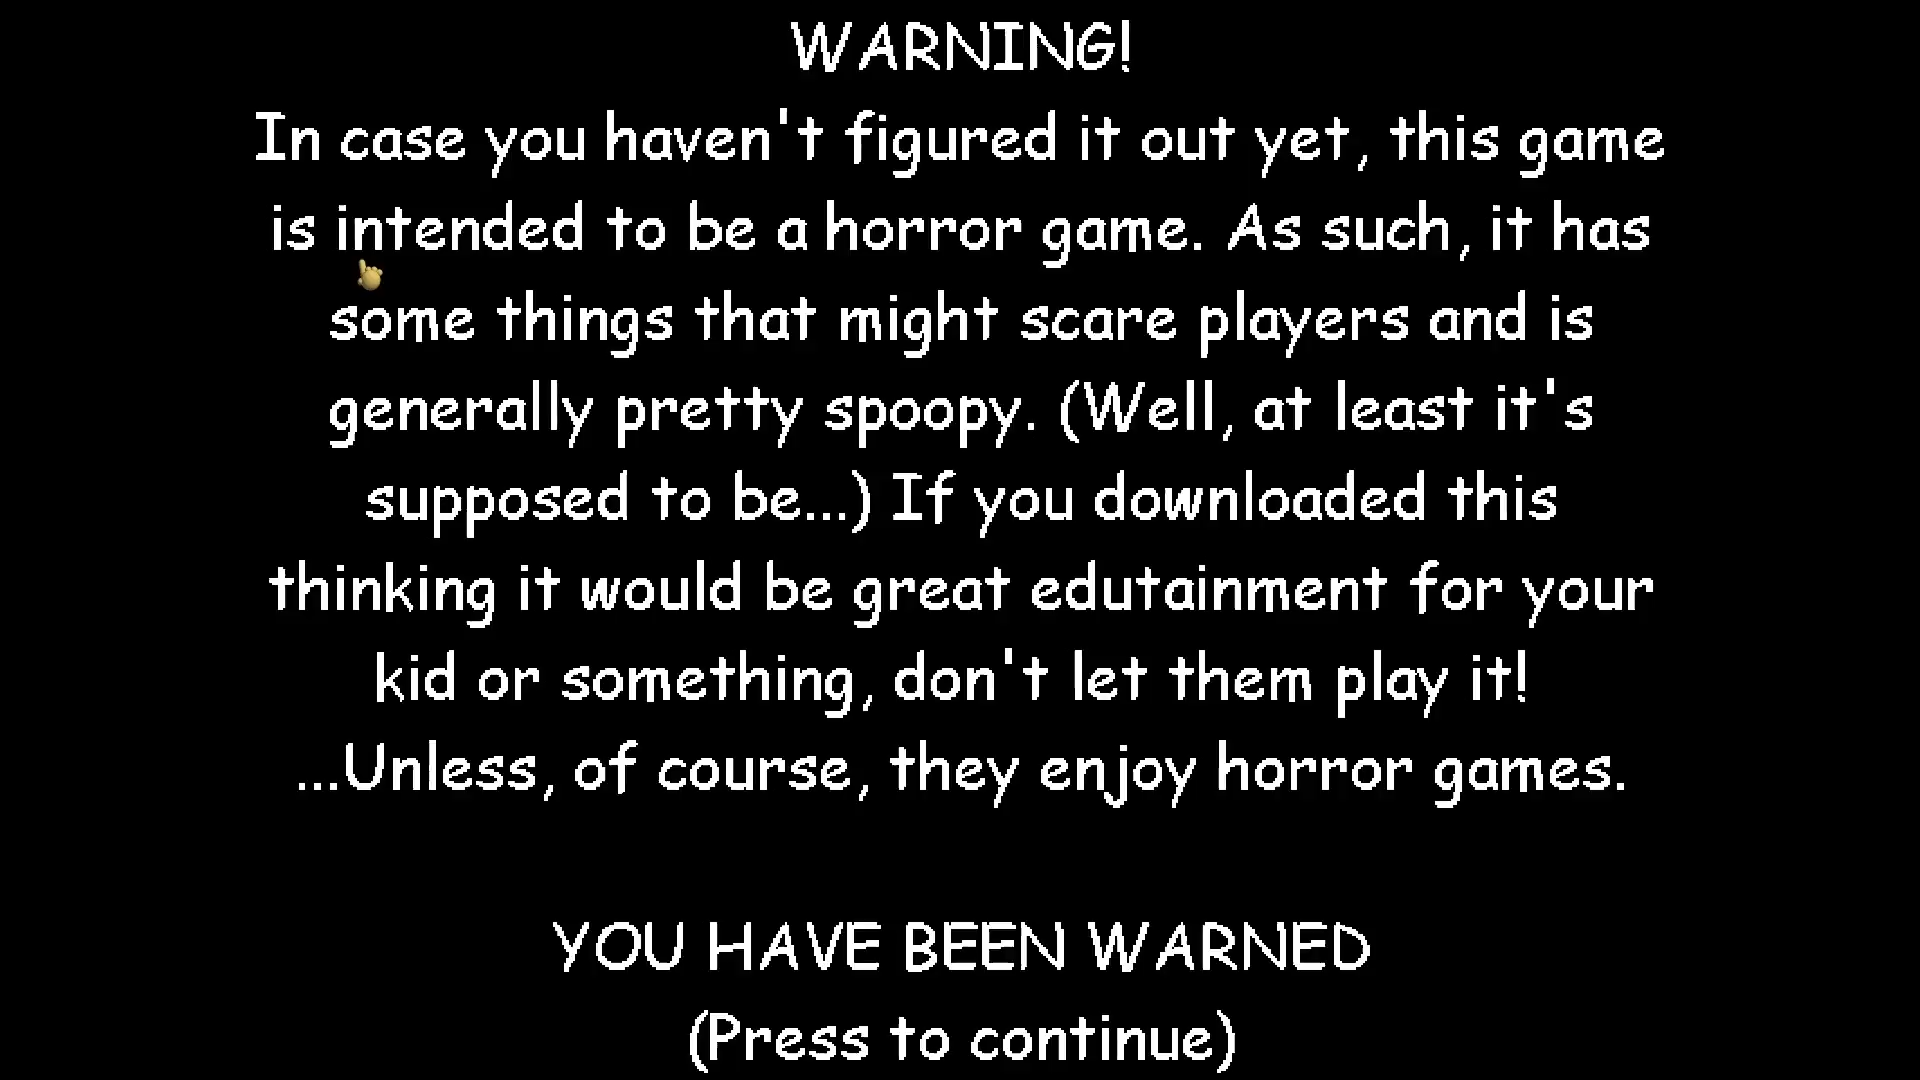 WARNING!
In case you haven't figured it out yet, this game
is intended to be a horror game. As such, it has
some things that might scare players and is
generally pretty spoopy. (Well, at least it's
supposed to be...) If you downloaded this
thinking it would be great edutainment for your
kid or something, don't let them play it!
...Unless, of course, they enjoy horror games.
YOU HAVE BEEN WARNED
(Press to continue)